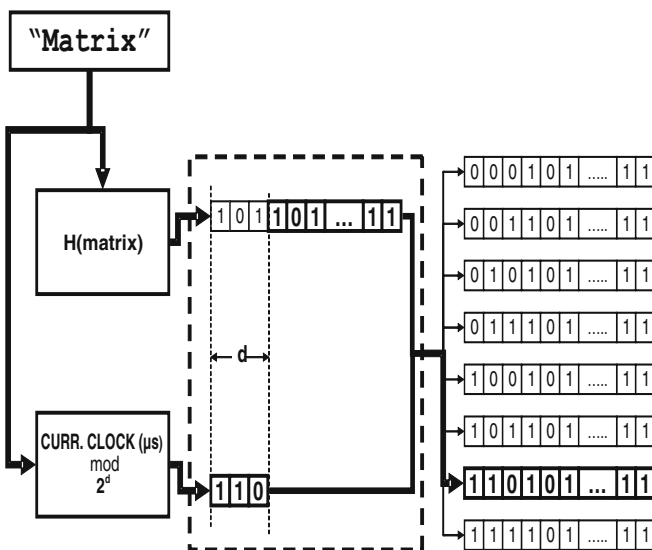 "Matrix"
H(matrix)
1 0 1 1 0 1 ... 1 1
d
CURR. CLOCK (µs)
mod
2^d
1 1 0
0 0 0 1 0 1 ..... 1 1
0 0 1 1 0 1 ..... 1 1
0 1 0 1 0 1 ..... 1 1
0 1 1 1 0 1 ..... 1 1
1 0 0 1 0 1 ..... 1 1
1 0 1 1 0 1 ..... 1 1
1 1 0 1 0 1 ... 1 1
1 1 1 1 0 1 ..... 1 1